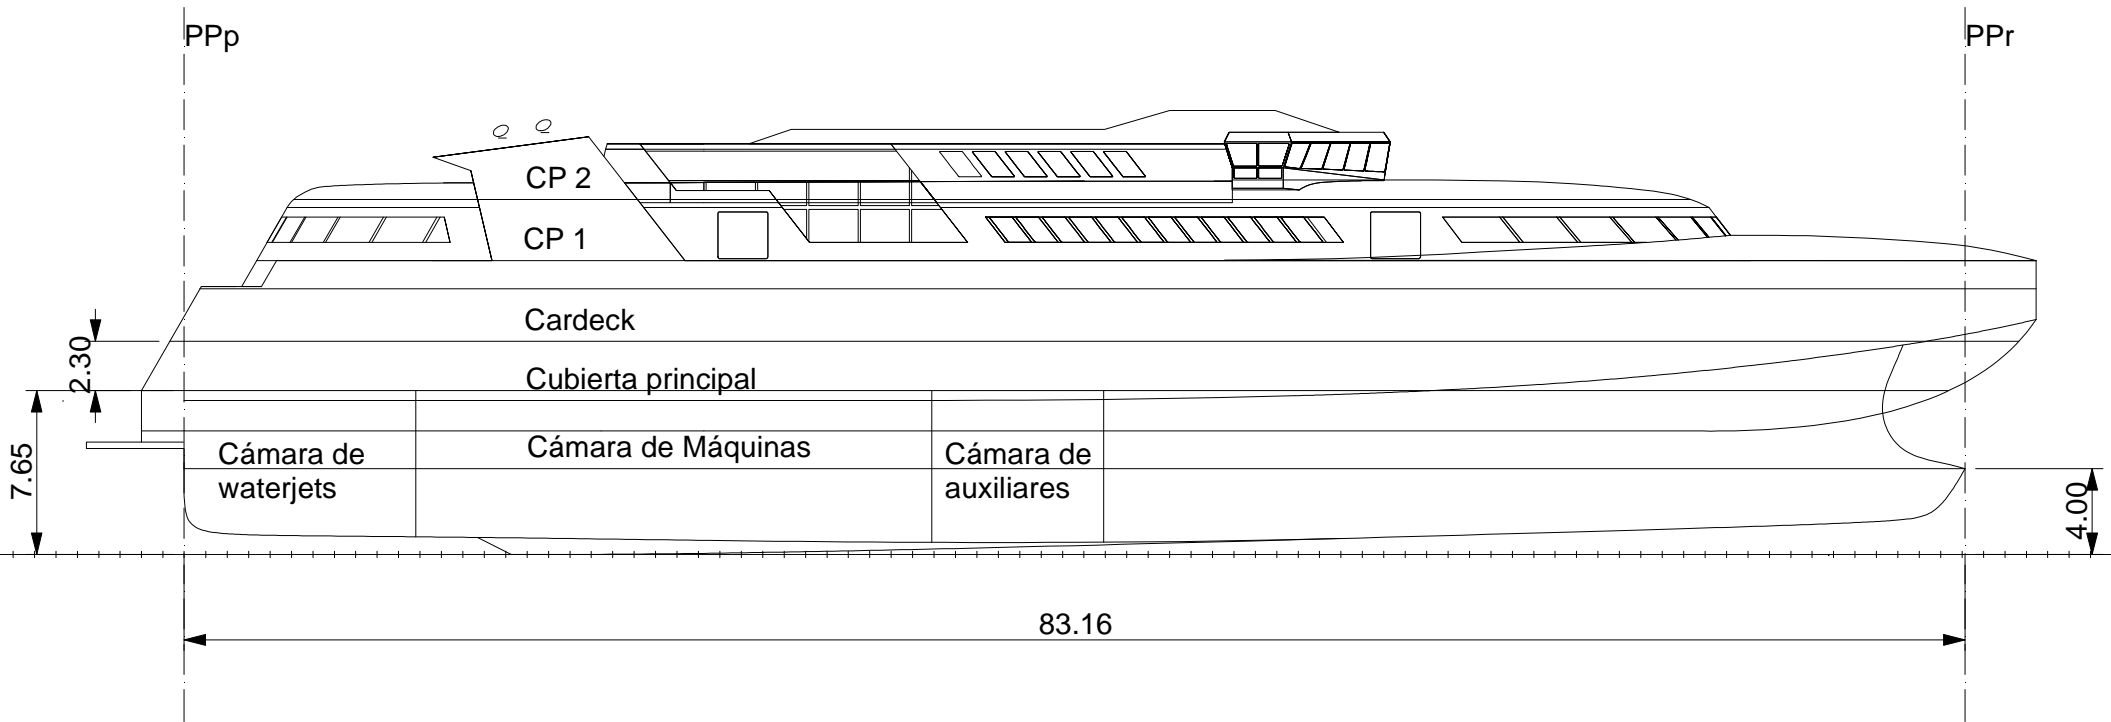 PPp
PPr
CP 2
CP 1
Cardeck
2.30
Cubierta principal
7.65
Cámara de
waterjets
Cámara de Máquinas
Cámara de
auxiliares
4.00
83.16